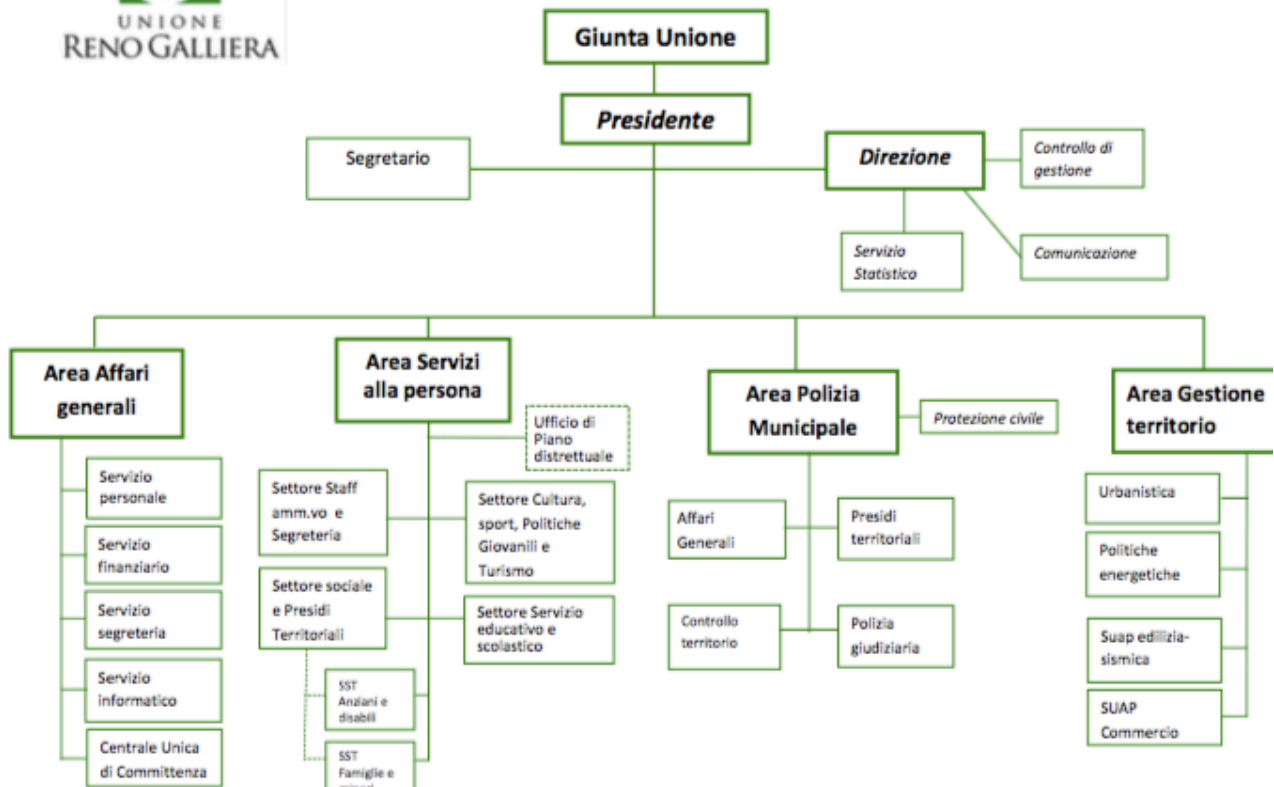 UNIONE
RENO GALLIERA
Giunta Unione
Presidente
Segretario
Direzione
Controllo di
gestione
Servizio
Statistico
Comunicazione
Area Affari
generali
Servizio
personale
Servizio
finanziario
Servizio
segreteria
Servizio
informatico
Centrale Unica
di Committenza
Area Servizi
alla persona
Ufficio di
Piano
distrettuale
Settore Staff
amm.vo e
Segreteria
Settore Cultura,
sport, Politiche
Giovanili e
Turismo
Settore sociale
e Presidi
Territoriali
Settore Servizio
educativo e
scolastico
SST
Anziani e
disabili
SST
Famiglie e
Area Polizia
Municipale
Protezione civile
Affari
Generali
Presidi
territoriali
Controllo
territorio
Polizia
giudiziaria
Area Gestione
territorio
Urbanistica
Politiche
energetiche
Suap edilizia-
sismica
SUAP
Commercio